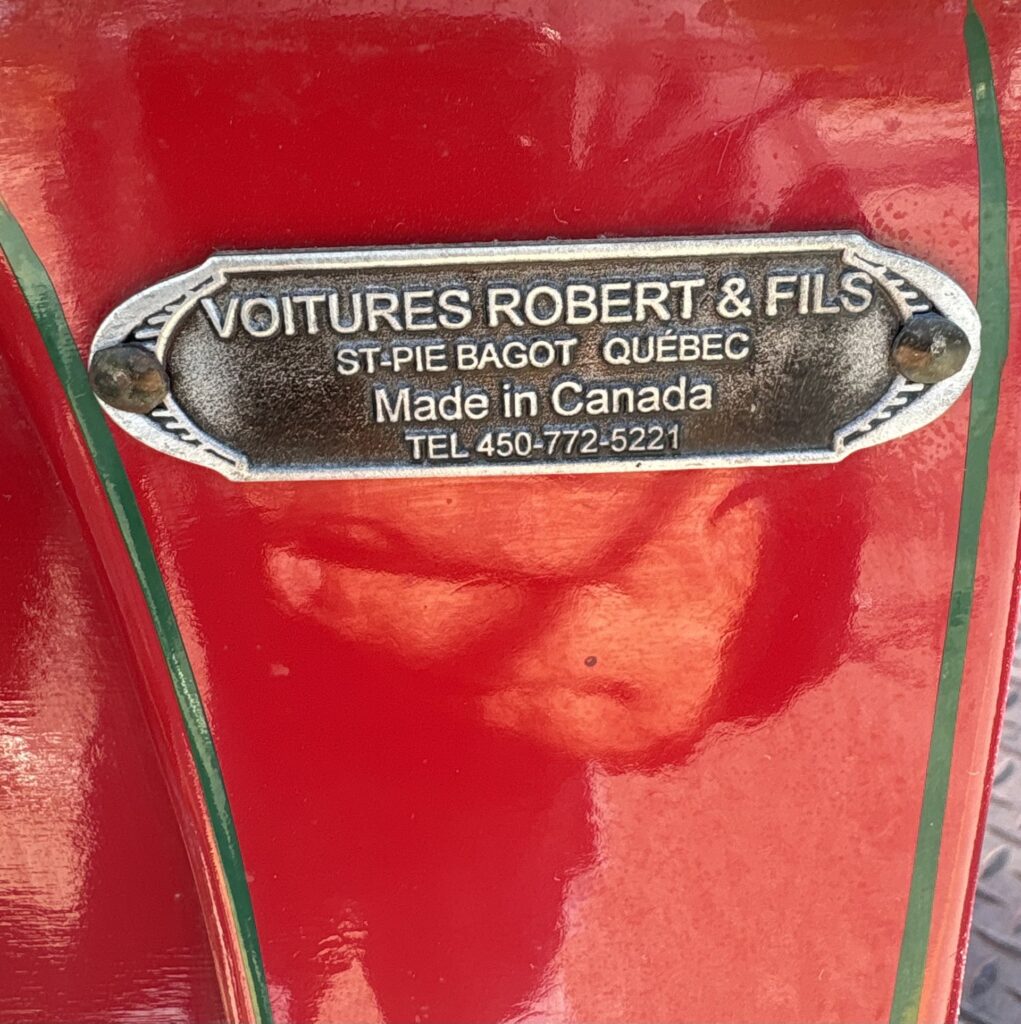 VOITURES ROBERT & FILS
ST-PIE BAGOT QUÉBEC
Made in Canada
TEL 450-772-5221